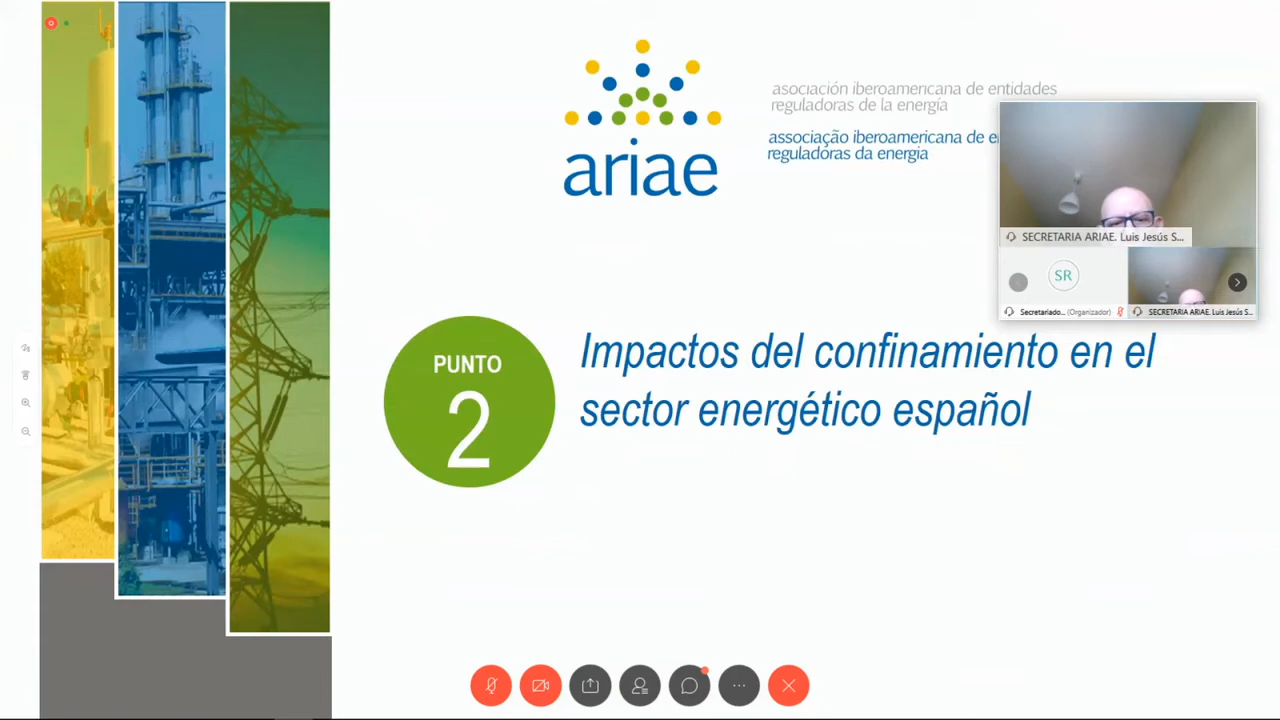 asociación iberoamericana de entidades
reguladoras de la energía
associação iberoamericana de e
reguladoras da energia
ariae
SECRETARIA ARIAE. Luis Jesús S...
SR
Secretariado... (Organizador)
SECRETARIA ARIAE. Luis Jesús S...
PUNTO
2
Impactos del confinamiento en el
sector energético español